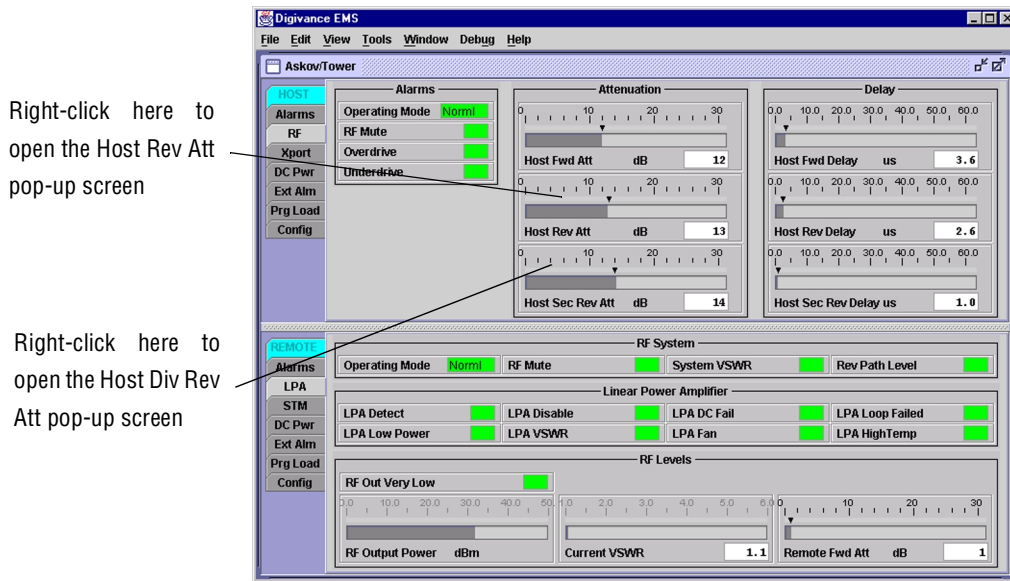 Digivance EMS
File Edit View Tools Window Debug Help
Askov/Tower
Right-click here to
open the Host Rev Att
pop-up screen
Right-click here to
open the Host Div Rev
Att pop-up screen
HOST
Alarms
RF
Xport
DC Pwr
Ext Alm
Prg Load
Config
Alarms
Operating Mode Norml
RF Mute
Overdrive
Underdrive
Attenuation
0 10 20 30
Host Fwd Att dB 12
0 10 20 30
Host Rev Att dB 13
0 10 20 30
Host Sec Rev Att dB 14
Delay
0.0 10.0 20.0 30.0 40.0 50.0 60.0
Host Fwd Delay us 3.6
0.0 10.0 20.0 30.0 40.0 50.0 60.0
Host Rev Delay us 2.6
0.0 10.0 20.0 30.0 40.0 50.0 60.0
Host Sec Rev Delay us 1.0
REMOTE
Alarms
LPA
STM
DC Pwr
Ext Alm
Prg Load
Config
RF System
Operating Mode Norml RF Mute System VSWR Rev Path Level
Linear Power Amplifier
LPA Detect LPA Disable LPA DC Fail LPA Loop Failed
LPA Low Power LPA VSWR LPA Fan LPA HighTemp
RF Levels
RF Out Very Low
10.0 20.0 30.0 40.0
RF Output Power dBm
2.0 3.0 4.0 5.0
Current VSWR 1.1
0 10 20 30
Remote Fwd Att dB 1